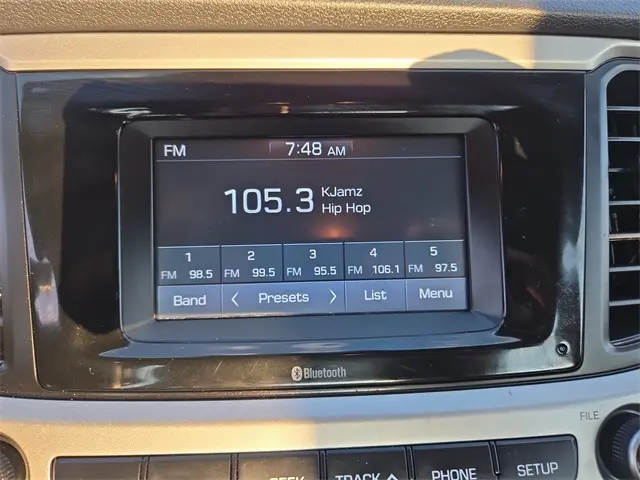 FM 7:48 AM
105.3 KJamz
Hip Hop
1 2 3 4 5
FM 98.5 FM 99.5 FM 95.5 FM 106.1 FM 97.5
Band < Presets > List Menu
Bluetooth
FILE
SEEK TRACK ∧ PHONE SETUP